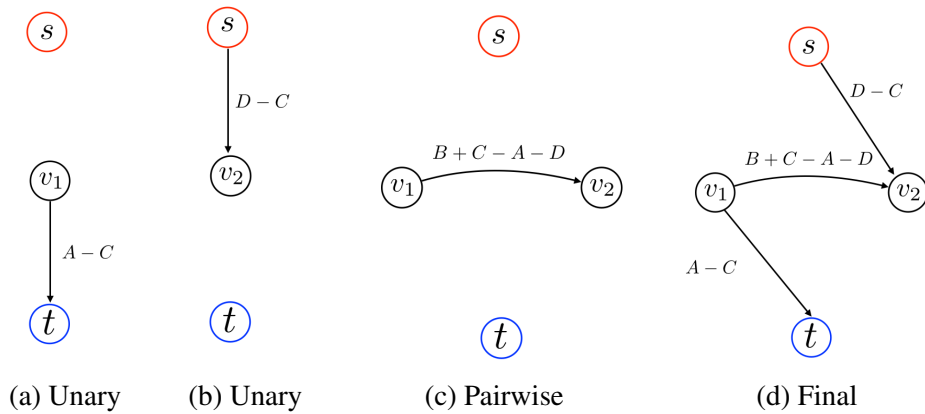 s
v₁
A − C
t
(a) Unary
s
D − C
v₂
t
(b) Unary
s
B + C − A − D
v₁
v₂
t
(c) Pairwise
s
D − C
B + C − A − D
v₁
v₂
A − C
t
(d) Final